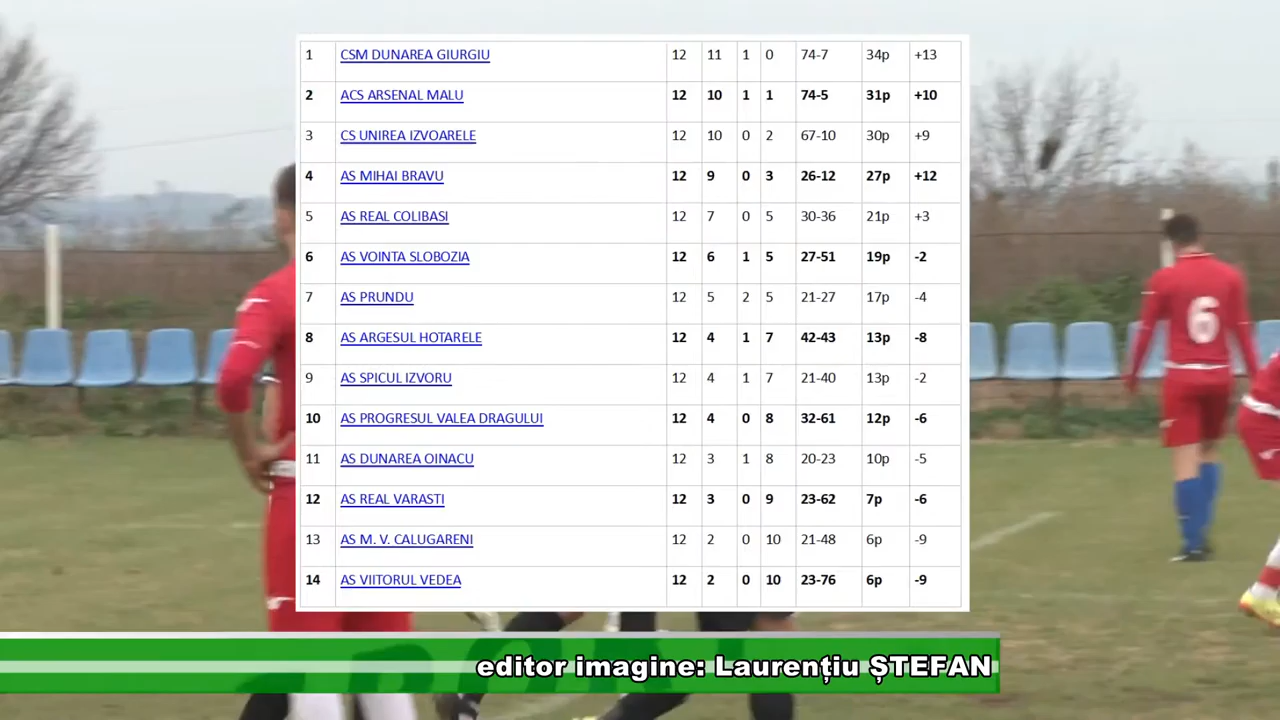 1 CSM DUNAREA GIURGIU 12 11 1 0 74-7 34p +13
2 ACS ARSENAL MALU 12 10 1 1 74-5 31p +10
3 CS UNIREA IZVOARELE 12 10 0 2 67-10 30p +9
4 AS MIHAI BRAVU 12 9 0 3 26-12 27p +12
5 AS REAL COLIBASI 12 7 0 5 30-36 21p +3
6 AS VOINTA SLOBOZIA 12 6 1 5 27-51 19p -2
7 AS PRUNDU 12 5 2 5 21-27 17p -4
8 AS ARGESUL HOTARELE 12 4 1 7 42-43 13p -8
9 AS SPICUL IZVORU 12 4 1 7 21-40 13p -2
10 AS PROGRESUL VALEA DRAGULUI 12 4 0 8 32-61 12p -6
11 AS DUNAREA OINACU 12 3 1 8 20-23 10p -5
12 AS REAL VARASTI 12 3 0 9 23-62 7p -6
13 AS M. V. CALUGARENI 12 2 0 10 21-48 6p -9
14 AS VIITORUL VEDEA 12 2 0 10 23-76 6p -9
6
editor imagine: Laurențiu ȘTEFAN